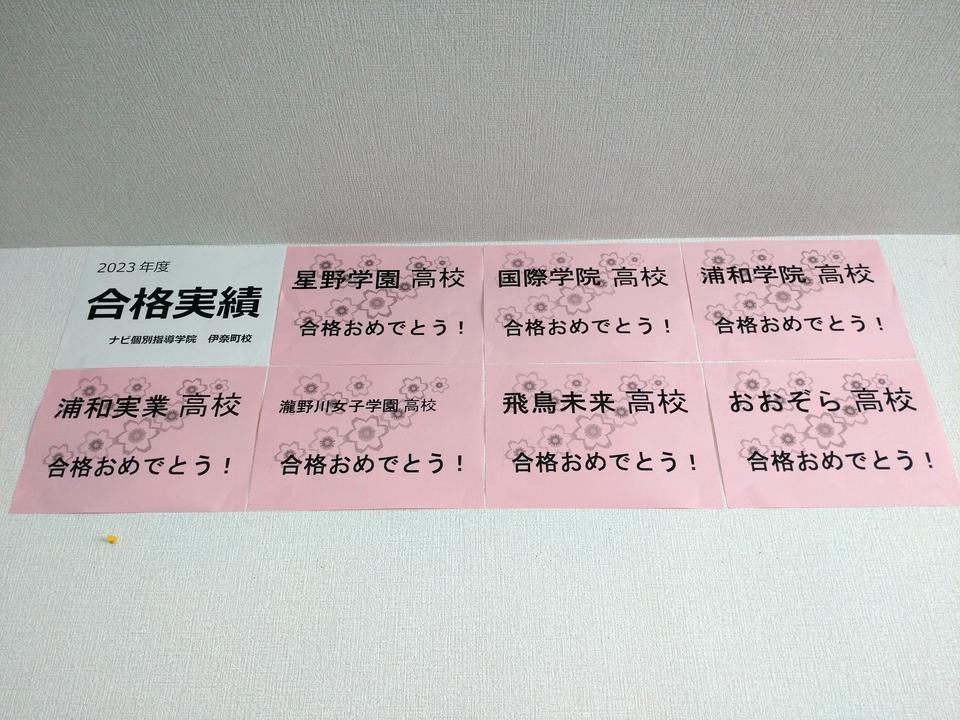 2023 年度
合格実績
ナビ個別指導学院 伊奈町校
星野学園 高校
合格おめでとう！
国際学院 高校
合格おめでとう！
浦和学院 高校
合格おめでとう！
浦和実業 高校
合格おめでとう！
瀧野川女子学園 高校
合格おめでとう！
飛鳥未来 高校
合格おめでとう！
おおぞら 高校
合格おめでとう！